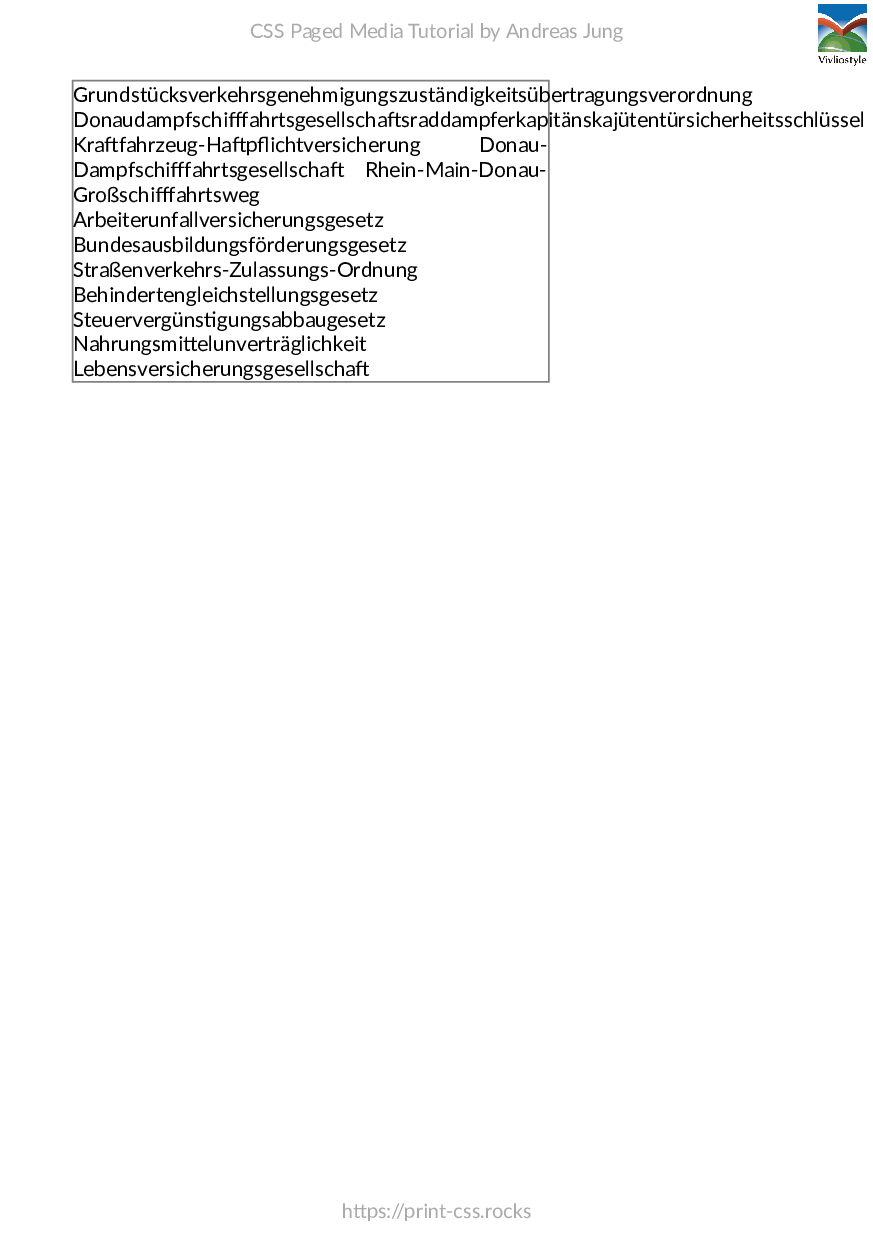 CSS Paged Media Tutorial by Andreas Jung
Vivliostyle
Grundstücksverkehrsgenehmigungszuständigkeitsübertragungsverordnung
Donaudampfschifffahrtsgesellschaftsraddampferkapitänskajütentürsicherheitsschlüssel
Kraftfahrzeug-Haftpflichtversicherung Donau-
Dampfschifffahrtsgesellschaft Rhein-Main-Donau-
Großschifffahrtsweg
Arbeiterunfallversicherungsgesetz
Bundesausbildungsförderungsgesetz
Straßenverkehrs-Zulassungs-Ordnung
Behindertengleichstellungsgesetz
Steuervergünstigungsabbaugesetz
Nahrungsmittelunverträglichkeit
Lebensversicherungsgesellschaft
https://print-css.rocks